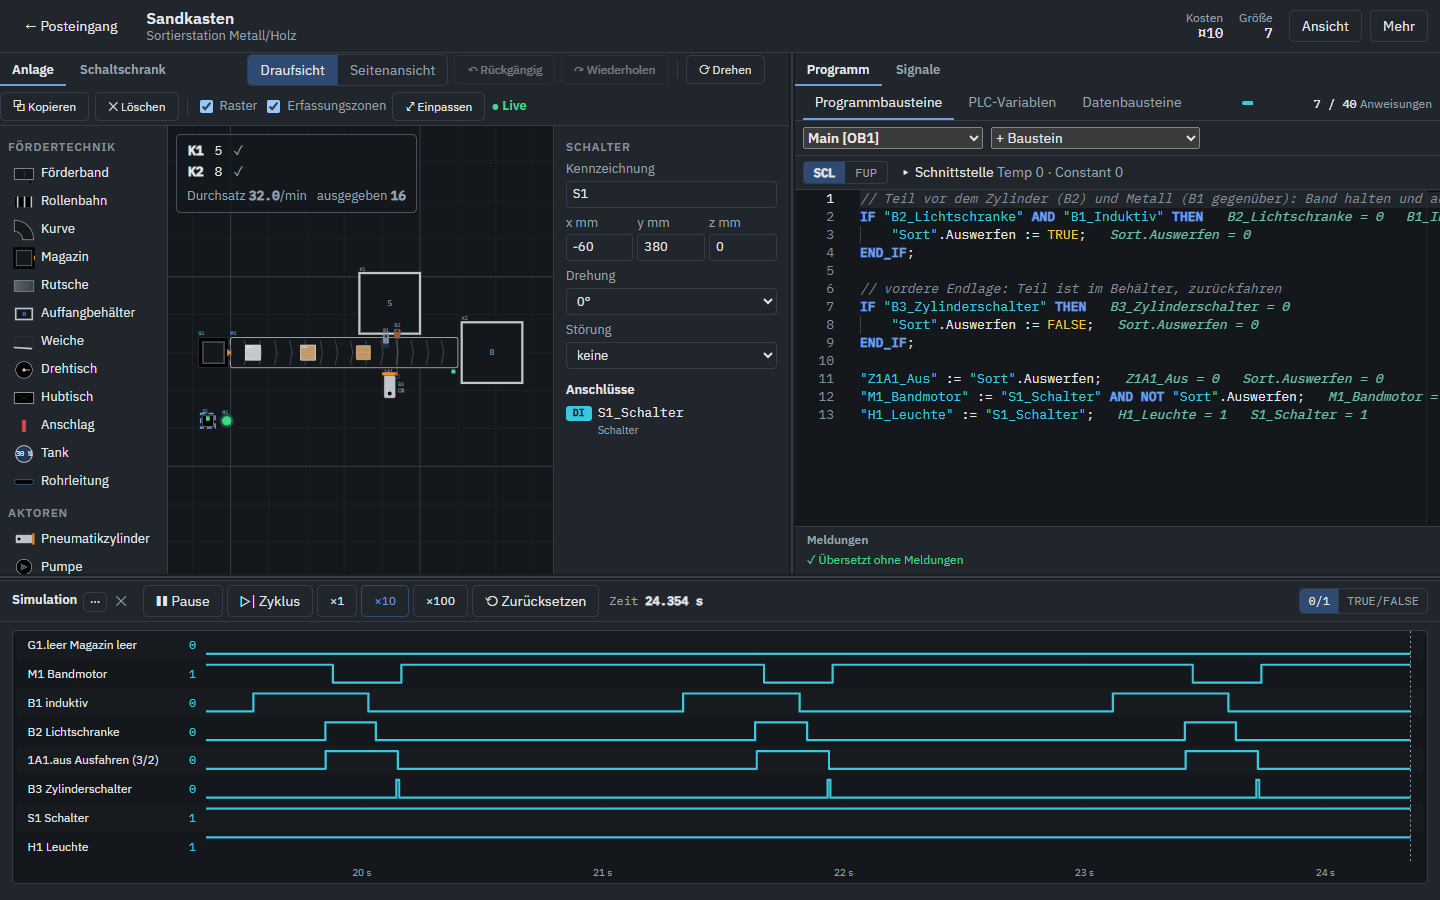 ← Posteingang
Sandkasten
Sortierstation Metall/Holz
Kosten
¤10
Größe
7
Ansicht
Mehr
Anlage
Schaltschrank
Draufsicht
Seitenansicht
Rückgängig
Wiederholen
Drehen
Kopieren
Löschen
Raster
Erfassungszonen
Einpassen
Live
FÖRDERTECHNIK
Förderband
Rollenbahn
Kurve
Magazin
Rutsche
Auffangbehälter
Weiche
Drehtisch
Hubtisch
Anschlag
Tank
Rohrleitung
AKTOREN
Pneumatikzylinder
Pumpe
K1 5 ✓
K2 8 ✓
Durchsatz 32.0/min ausgegeben 16
5
8
SCHALTER
Kennzeichnung
S1
x mm y mm z mm
-60 380 0
Drehung
0°
Störung
keine
Anschlüsse
DI S1_Schalter
Schalter
Programm
Signale
Programmbausteine
PLC-Variablen
Datenbausteine
7 / 40 Anweisungen
Main [OB1]
+ Baustein
SCL FUP
Schnittstelle Temp 0 · Constant 0
1 // Teil vor dem Zylinder (B2) und Metall (B1 gegenüber): Band halten und
2 IF "B2_Lichtschranke" AND "B1_Induktiv" THEN B2_Lichtschranke = 0
3 "Sort".Auswerfen := TRUE; Sort.Auswerfen = 0
4 END_IF;
5
6 // vordere Endlage: Teil ist im Behälter, zurückfahren
7 IF "B3_Zylinderschalter" THEN B3_Zylinderschalter = 0
8 "Sort".Auswerfen := FALSE; Sort.Auswerfen = 0
9 END_IF;
10
11 "Z1A1_Aus" := "Sort".Auswerfen; Z1A1_Aus = 0 Sort.Auswerfen = 0
12 "M1_Bandmotor" := "S1_Schalter" AND NOT "Sort".Auswerfen; M1_Bandmotor =
13 "H1_Leuchte" := "S1_Schalter"; H1_Leuchte = 1 S1_Schalter = 1
Meldungen
✓ Übersetzt ohne Meldungen
Simulation
...
Pause
Zyklus
×1
×10
×100
Zurücksetzen
Zeit 24.354 s
0/1 TRUE/FALSE
G1.leer Magazin leer 0
M1 Bandmotor 1
B1 induktiv 0
B2 Lichtschranke 0
1A1.aus Ausfahren (3/2) 0
B3 Zylinderschalter 0
S1 Schalter 1
H1 Leuchte 1
20 s 21 s 22 s 23 s 24 s